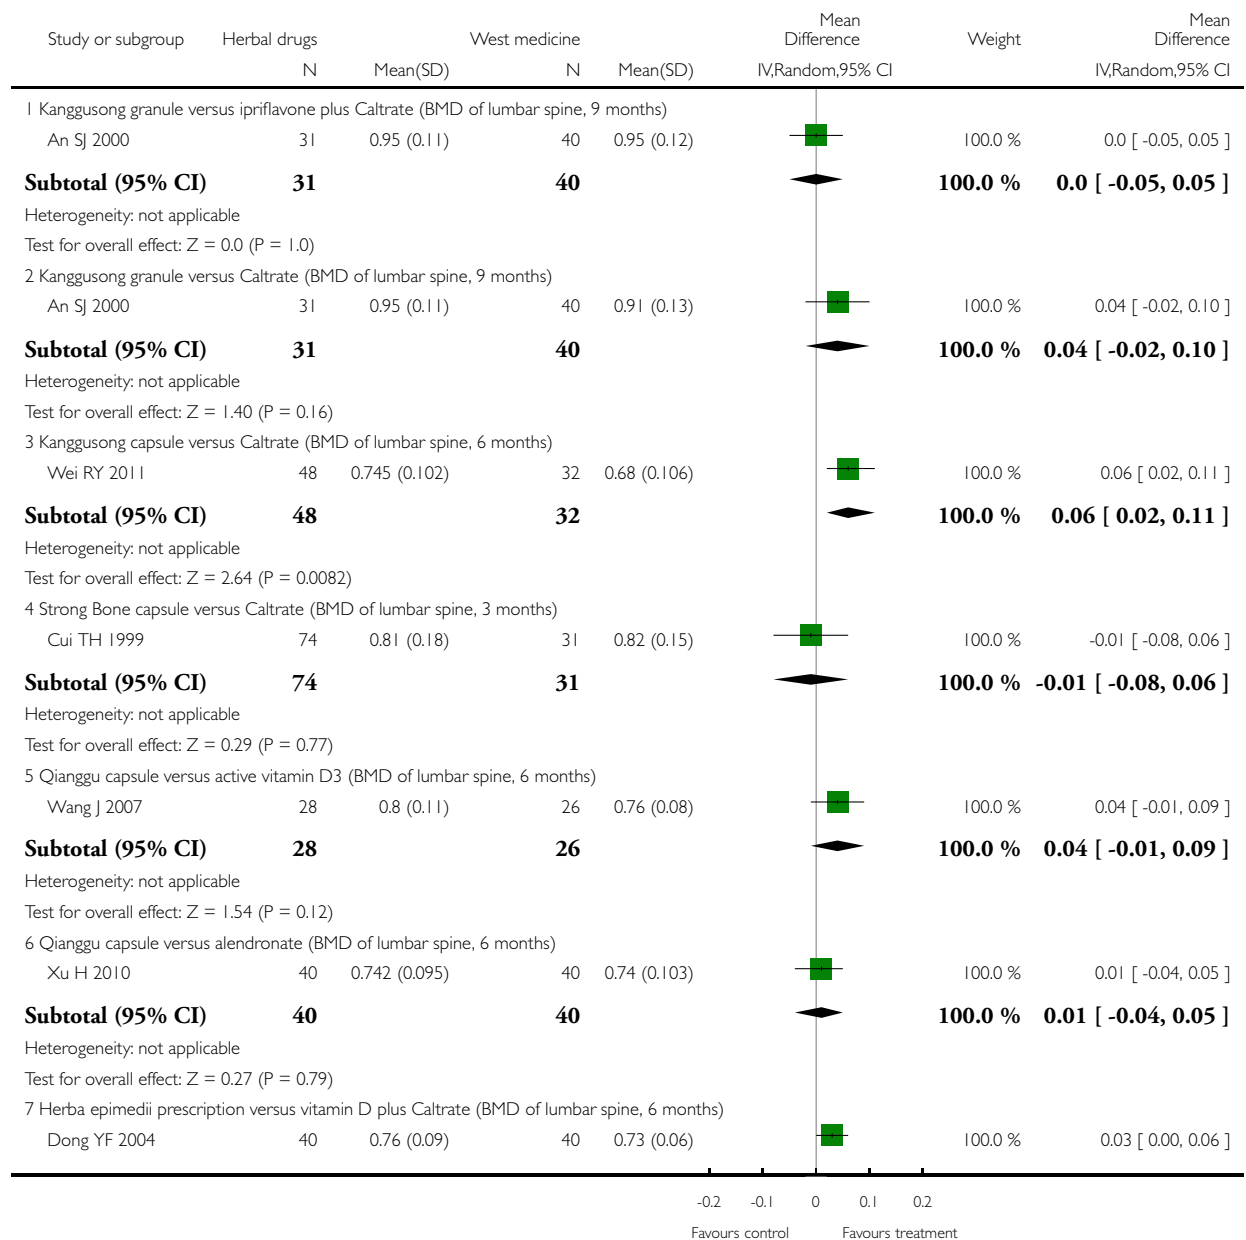 Mean Mean
Study or subgroup Herbal drugs West medicine Difference Weight Difference
N Mean(SD) N Mean(SD) IV,Random,95% CI IV,Random,95% CI
1 Kanggusong granule versus ipriflavone plus Caltrate (BMD of lumbar spine, 9 months)
An SJ 2000 31 0.95 (0.11) 40 0.95 (0.12) 100.0 % 0.0 [ -0.05, 0.05 ]
Subtotal (95% CI) 31 40 100.0 % 0.0 [ -0.05, 0.05 ]
Heterogeneity: not applicable
Test for overall effect: Z = 0.0 (P = 1.0)
2 Kanggusong granule versus Caltrate (BMD of lumbar spine, 9 months)
An SJ 2000 31 0.95 (0.11) 40 0.91 (0.13) 100.0 % 0.04 [ -0.02, 0.10 ]
Subtotal (95% CI) 31 40 100.0 % 0.04 [ -0.02, 0.10 ]
Heterogeneity: not applicable
Test for overall effect: Z = 1.40 (P = 0.16)
3 Kanggusong capsule versus Caltrate (BMD of lumbar spine, 6 months)
Wei RY 2011 48 0.745 (0.102) 32 0.68 (0.106) 100.0 % 0.06 [ 0.02, 0.11 ]
Subtotal (95% CI) 48 32 100.0 % 0.06 [ 0.02, 0.11 ]
Heterogeneity: not applicable
Test for overall effect: Z = 2.64 (P = 0.0082)
4 Strong Bone capsule versus Caltrate (BMD of lumbar spine, 3 months)
Cui TH 1999 74 0.81 (0.18) 31 0.82 (0.15) 100.0 % -0.01 [ -0.08, 0.06 ]
Subtotal (95% CI) 74 31 100.0 % -0.01 [ -0.08, 0.06 ]
Heterogeneity: not applicable
Test for overall effect: Z = 0.29 (P = 0.77)
5 Qianggu capsule versus active vitamin D3 (BMD of lumbar spine, 6 months)
Wang J 2007 28 0.8 (0.11) 26 0.76 (0.08) 100.0 % 0.04 [ -0.01, 0.09 ]
Subtotal (95% CI) 28 26 100.0 % 0.04 [ -0.01, 0.09 ]
Heterogeneity: not applicable
Test for overall effect: Z = 1.54 (P = 0.12)
6 Qianggu capsule versus alendronate (BMD of lumbar spine, 6 months)
Xu H 2010 40 0.742 (0.095) 40 0.74 (0.103) 100.0 % 0.01 [ -0.04, 0.05 ]
Subtotal (95% CI) 40 40 100.0 % 0.01 [ -0.04, 0.05 ]
Heterogeneity: not applicable
Test for overall effect: Z = 0.27 (P = 0.79)
7 Herba epimedii prescription versus vitamin D plus Caltrate (BMD of lumbar spine, 6 months)
Dong YF 2004 40 0.76 (0.09) 40 0.73 (0.06) 100.0 % 0.03 [ 0.00, 0.06 ]
-0.2 -0.1 0 0.1 0.2
Favours control Favours treatment